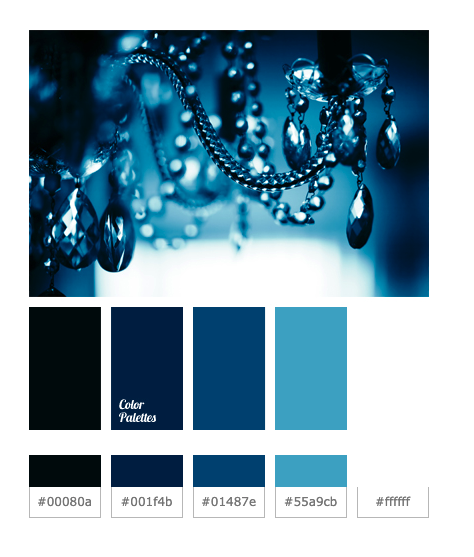 Color
Palettes
#00080a
#001f4b
#01487e
#55a9cb
#ffffff